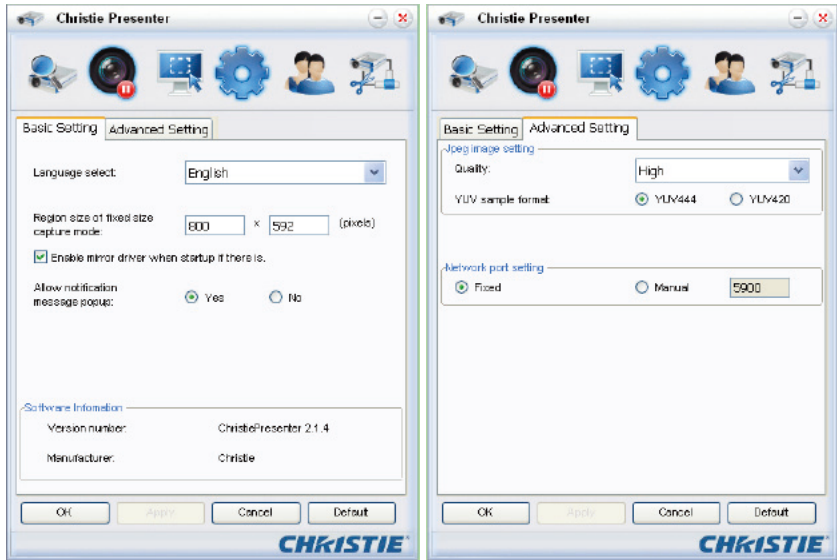 Christie Presenter
Basic Setting Advanced Setting
Language select: English
Region size of fixed size
capture mode: 800 x 592 (pixels)
Enable mirror driver when startup if there is.
Allow notification
message popup: Yes No
Software Infomation
Version number: ChristiePresenter 2.1.4
Manufacturer: Christie
OK Apply Cancel Default
CHRISTIE
Christie Presenter
Basic Setting Advanced Setting
Jpeg image setting
Quality: High
YUV sample format: YUV444 YUV420
Network port setting
Fixed Manual 5900
OK Apply Cancel Default
CHRISTIE